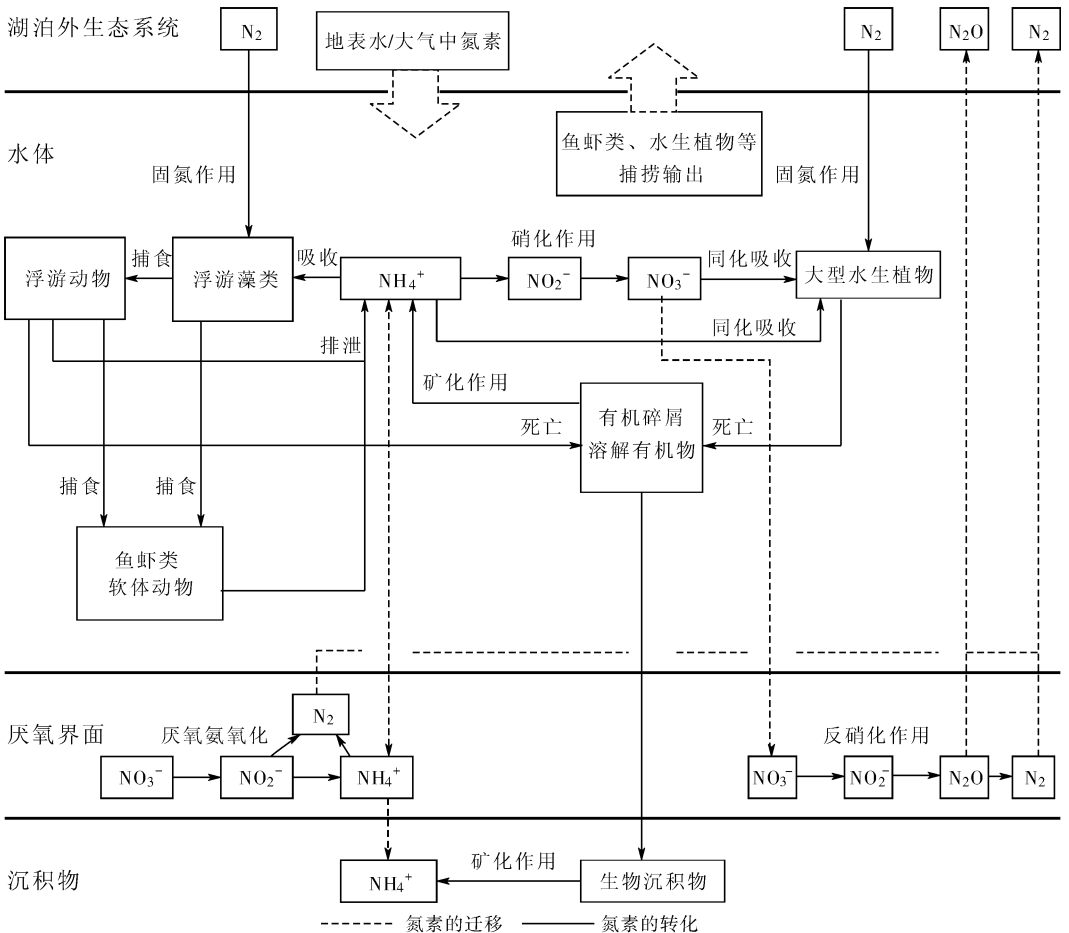 湖泊外生态系统
N₂
地表水/大气中氮素
N₂
N₂O
N₂
水体
鱼虾类、水生植物等
捕捞输出
固氮作用
固氮作用
浮游动物
捕食
浮游藻类
吸收
NH₄⁺
硝化作用
NO₂⁻
NO₃⁻
同化吸收
大型水生植物
同化吸收
排泄
矿化作用
有机碎屑
溶解有机物
死亡
死亡
捕食
捕食
鱼虾类
软体动物
厌氧界面
厌氧氨氧化
N₂
NO₃⁻
NO₂⁻
NH₄⁺
反硝化作用
NO₃⁻
NO₂⁻
N₂O
N₂
沉积物
NH₄⁺
矿化作用
生物沉积物
氮素的迁移
氮素的转化